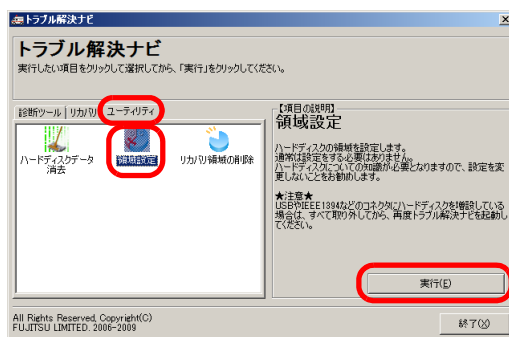 トラブル解決ナビ
トラブル解決ナビ
実行したい項目をクリックして選択してから、「実行」をクリックしてください。
診断ツール リカバリ ユーティリティ
ハードディスクデータ消去
領域設定
リカバリ領域の削除
【項目の説明】
領域設定
ハードディスクの領域を設定します。
通常は設定をする必要はありません。
ハードディスクについての知識が必要となりますので、設定を変
更しないことをお勧めします。
★注意★
USBやIEEE1394などのコネクタにハードディスクを増設している
場合は、すべて取り外してから、再度トラブル解決ナビを起動し
てください。
実行(E)
All Rights Reserved, Copyright(C)
FUJITSU LIMITED. 2006-2009
終了(X)